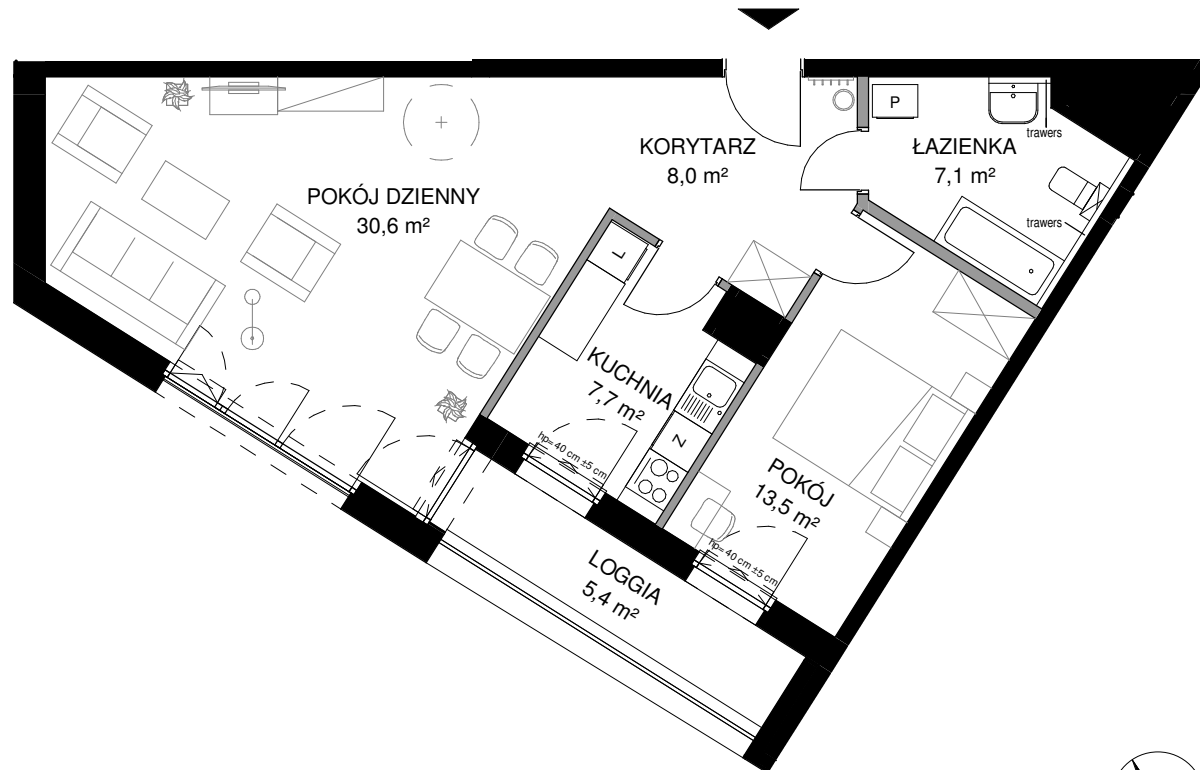 KORYTARZ
8,0 m²
P
ŁAZIENKA
7,1 m²
trawers
trawers
POKÓJ DZIENNY
30,6 m²
L
KUCHNIA
7,7 m²
Z
hp= 40 cm ±5 cm
POKÓJ
13,5 m²
hp= 40 cm ±5 cm
LOGGIA
5,4 m²